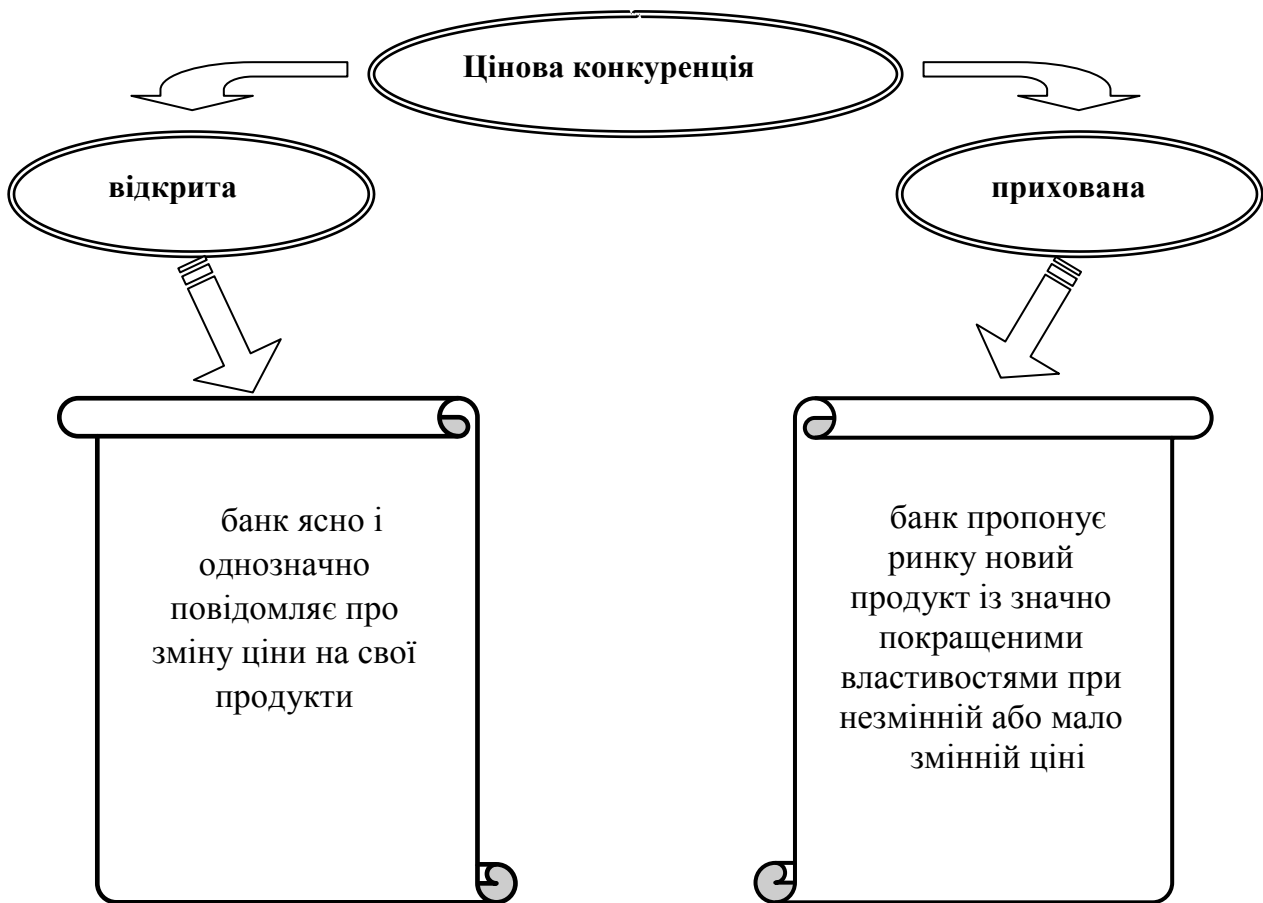 Цінова конкуренція
відкрита
прихована
банк ясно і
однозначно
повідомляє про
зміну ціни на свої
продукти
банк пропонує
ринку новий
продукт із значно
покращеними
властивостями при
незмінній або мало
змінній ціні